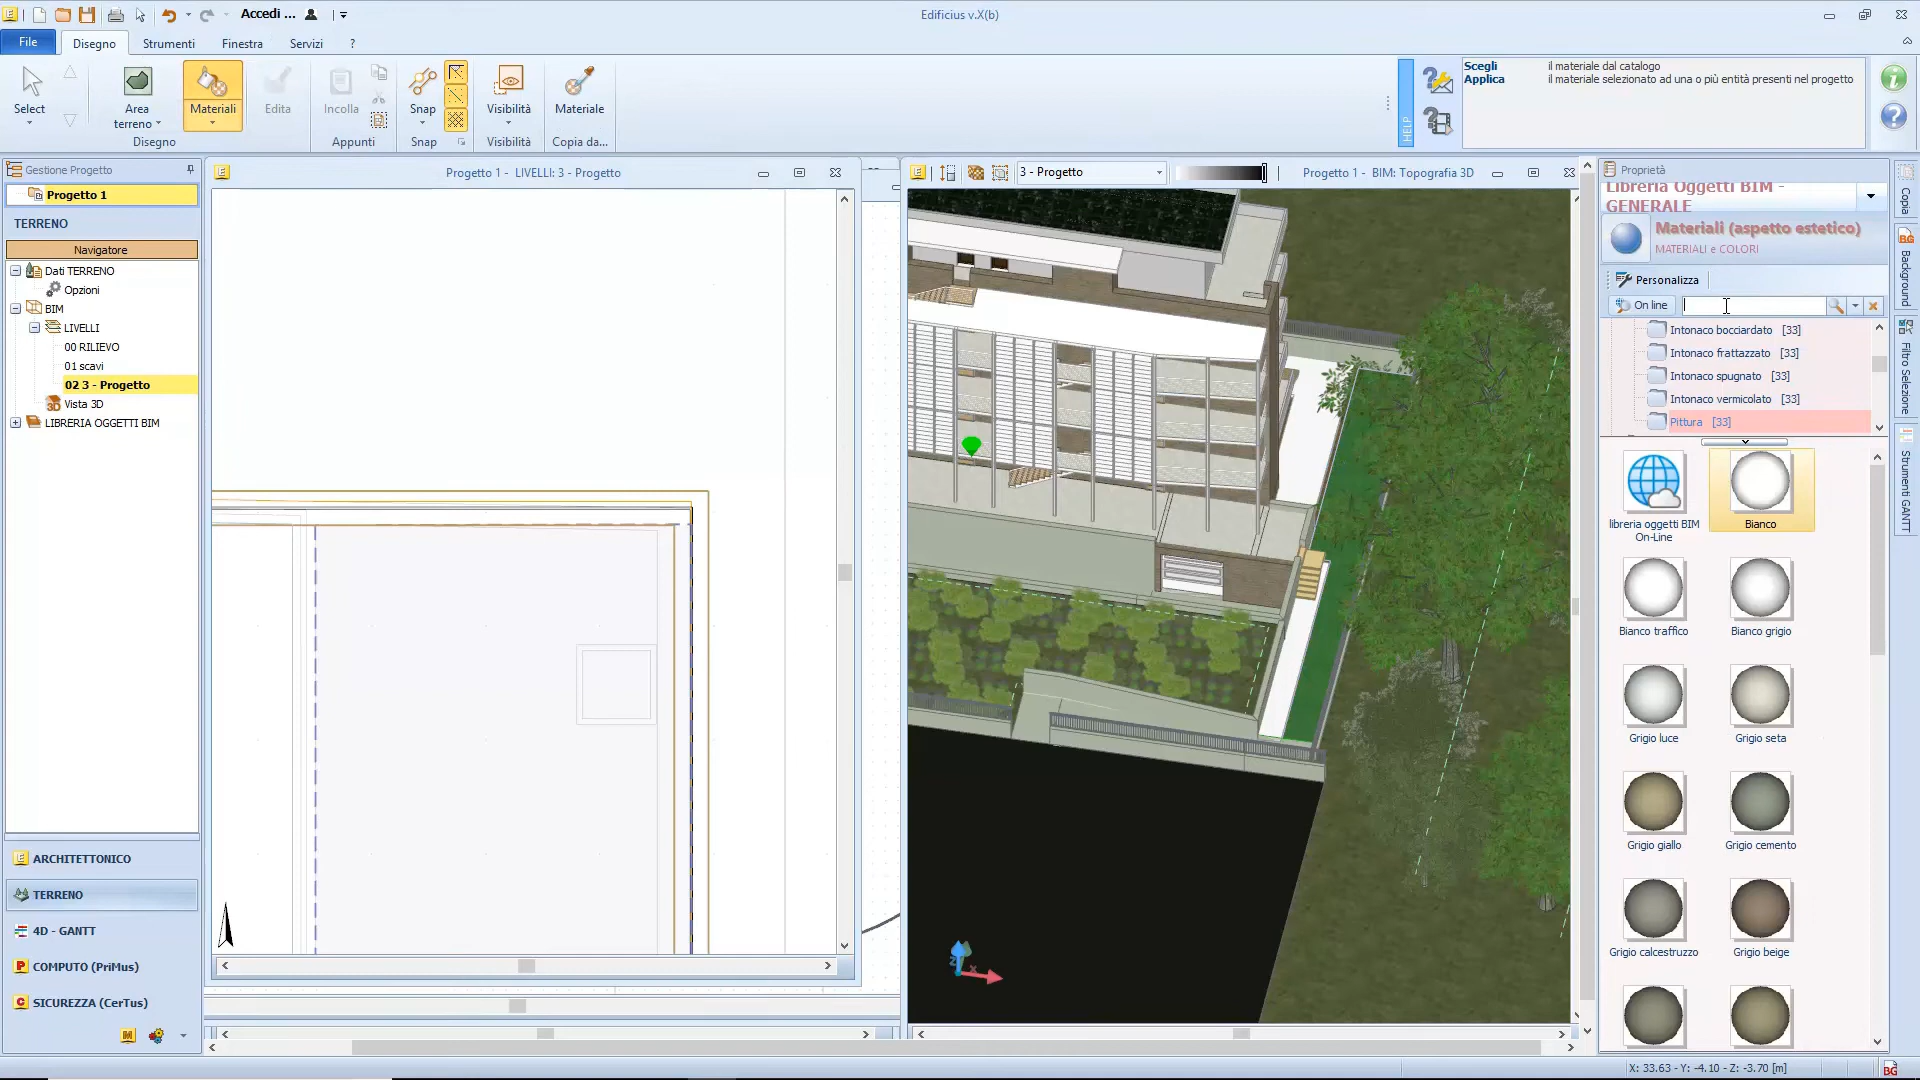 Accedi ...
Edificius v.X(b)
File
Disegno
Strumenti
Finestra
Servizi
?
Select
Area
terreno
Materiali
Edita
Incolla
Snap
Visibilità
Materiale
Disegno
Appunti
Snap
Visibilità
Copia da...
HELP
Scegli il materiale dal catalogo
Applica il materiale selezionato ad una o più entità presenti nel progetto
Gestione Progetto
Progetto 1
TERRENO
Navigatore
Dati TERRENO
Opzioni
BIM
LIVELLI
00 RILIEVO
01 scavi
02 3 - Progetto
Vista 3D
LIBRERIA OGGETTI BIM
ARCHITETTONICO
TERRENO
4D - GANTT
COMPUTO (PriMus)
SICUREZZA (CerTus)
Progetto 1 - LIVELLI: 3 - Progetto
3 - Progetto
Progetto 1 - BIM: Topografia 3D
Proprietà
Libreria Oggetti BIM -
GENERALE
Materiali (aspetto estetico)
MATERIALI e COLORI
Personalizza
On line
Intonaco bocciardato [33]
Intonaco frattazzato [33]
Intonaco spugnato [33]
Intonaco vermicolato [33]
Pittura [33]
libreria oggetti BIM
On-Line
Bianco
Bianco traffico
Bianco grigio
Grigio luce
Grigio seta
Grigio giallo
Grigio cemento
Grigio calcestruzzo
Grigio beige
Copia
Background
Filtro Selezione
Strumenti GANTT
X: 33.63 - Y: -4.10 - Z: -3.70 [m]